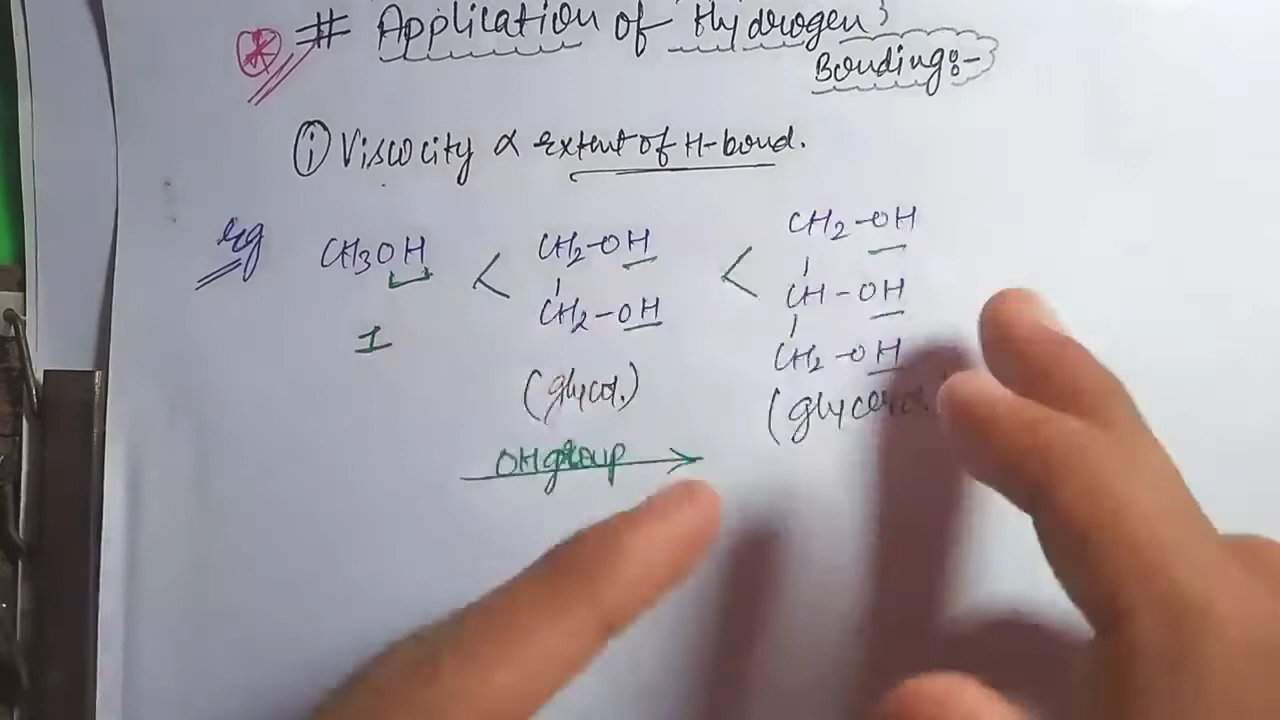 # Application of Hydrogen
Bonding:-
(i) Viscocity ∝ extent of H-bond.
eg CH3OH < CH2-OH < CH2-OH
CH2-OH CH-OH
CH2-OH
1
(glycol.)
OH group